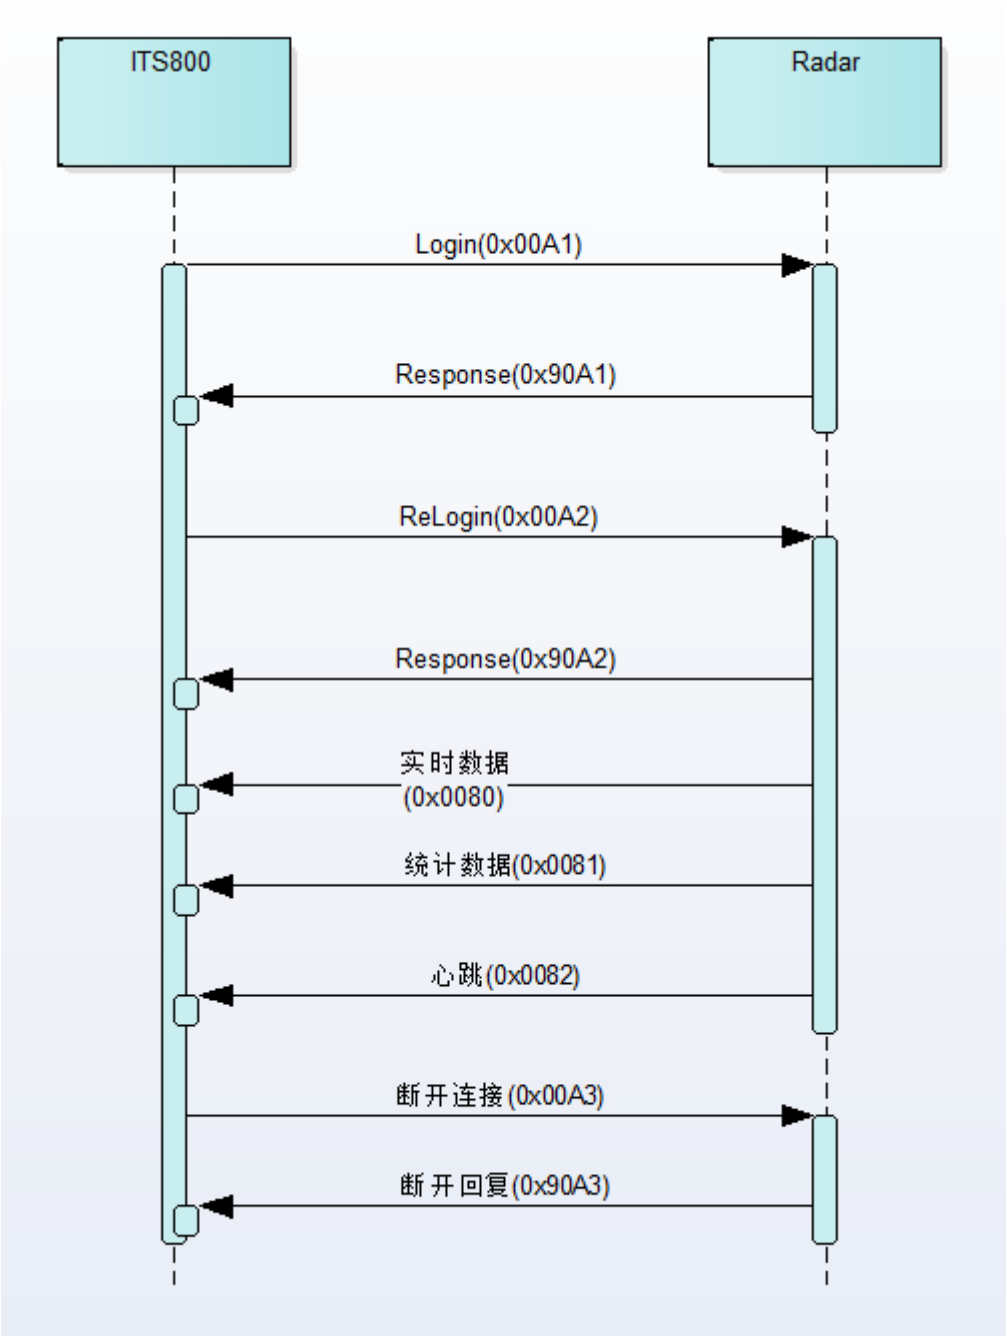 ITS800
Radar
Login(0x00A1)
Response(0x90A1)
ReLogin(0x00A2)
Response(0x90A2)
实时数据
(0x0080)
统计数据(0x0081)
心跳(0x0082)
断开连接(0x00A3)
断开回复(0x90A3)